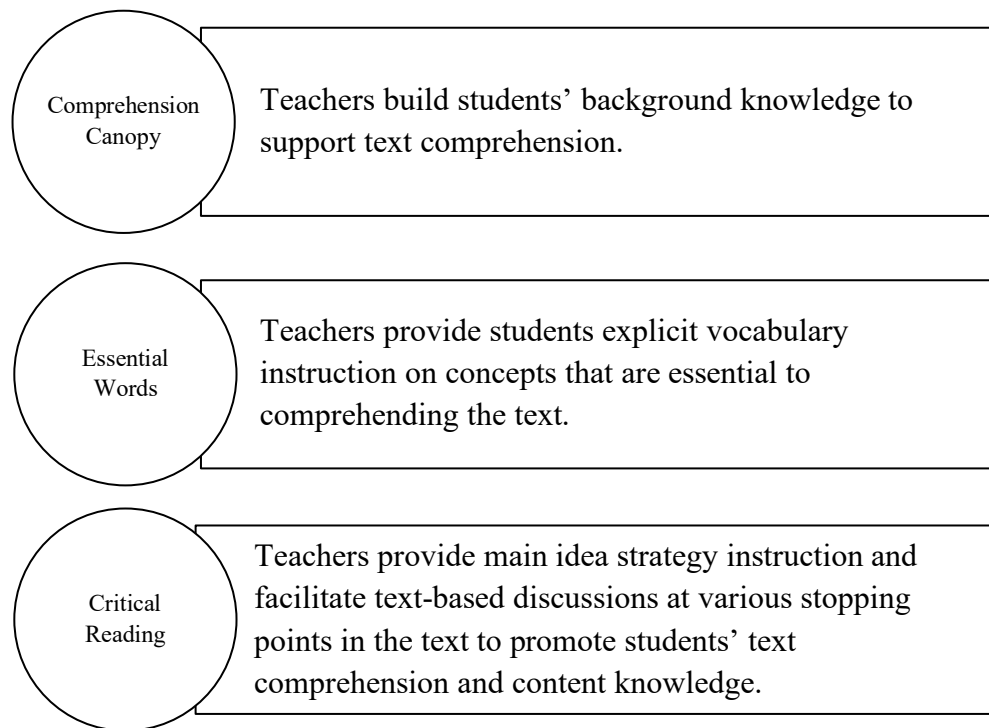 Comprehension
Canopy
Teachers build students’ background knowledge to
support text comprehension.
Essential
Words
Teachers provide students explicit vocabulary
instruction on concepts that are essential to
comprehending the text.
Critical
Reading
Teachers provide main idea strategy instruction and
facilitate text-based discussions at various stopping
points in the text to promote students’ text
comprehension and content knowledge.